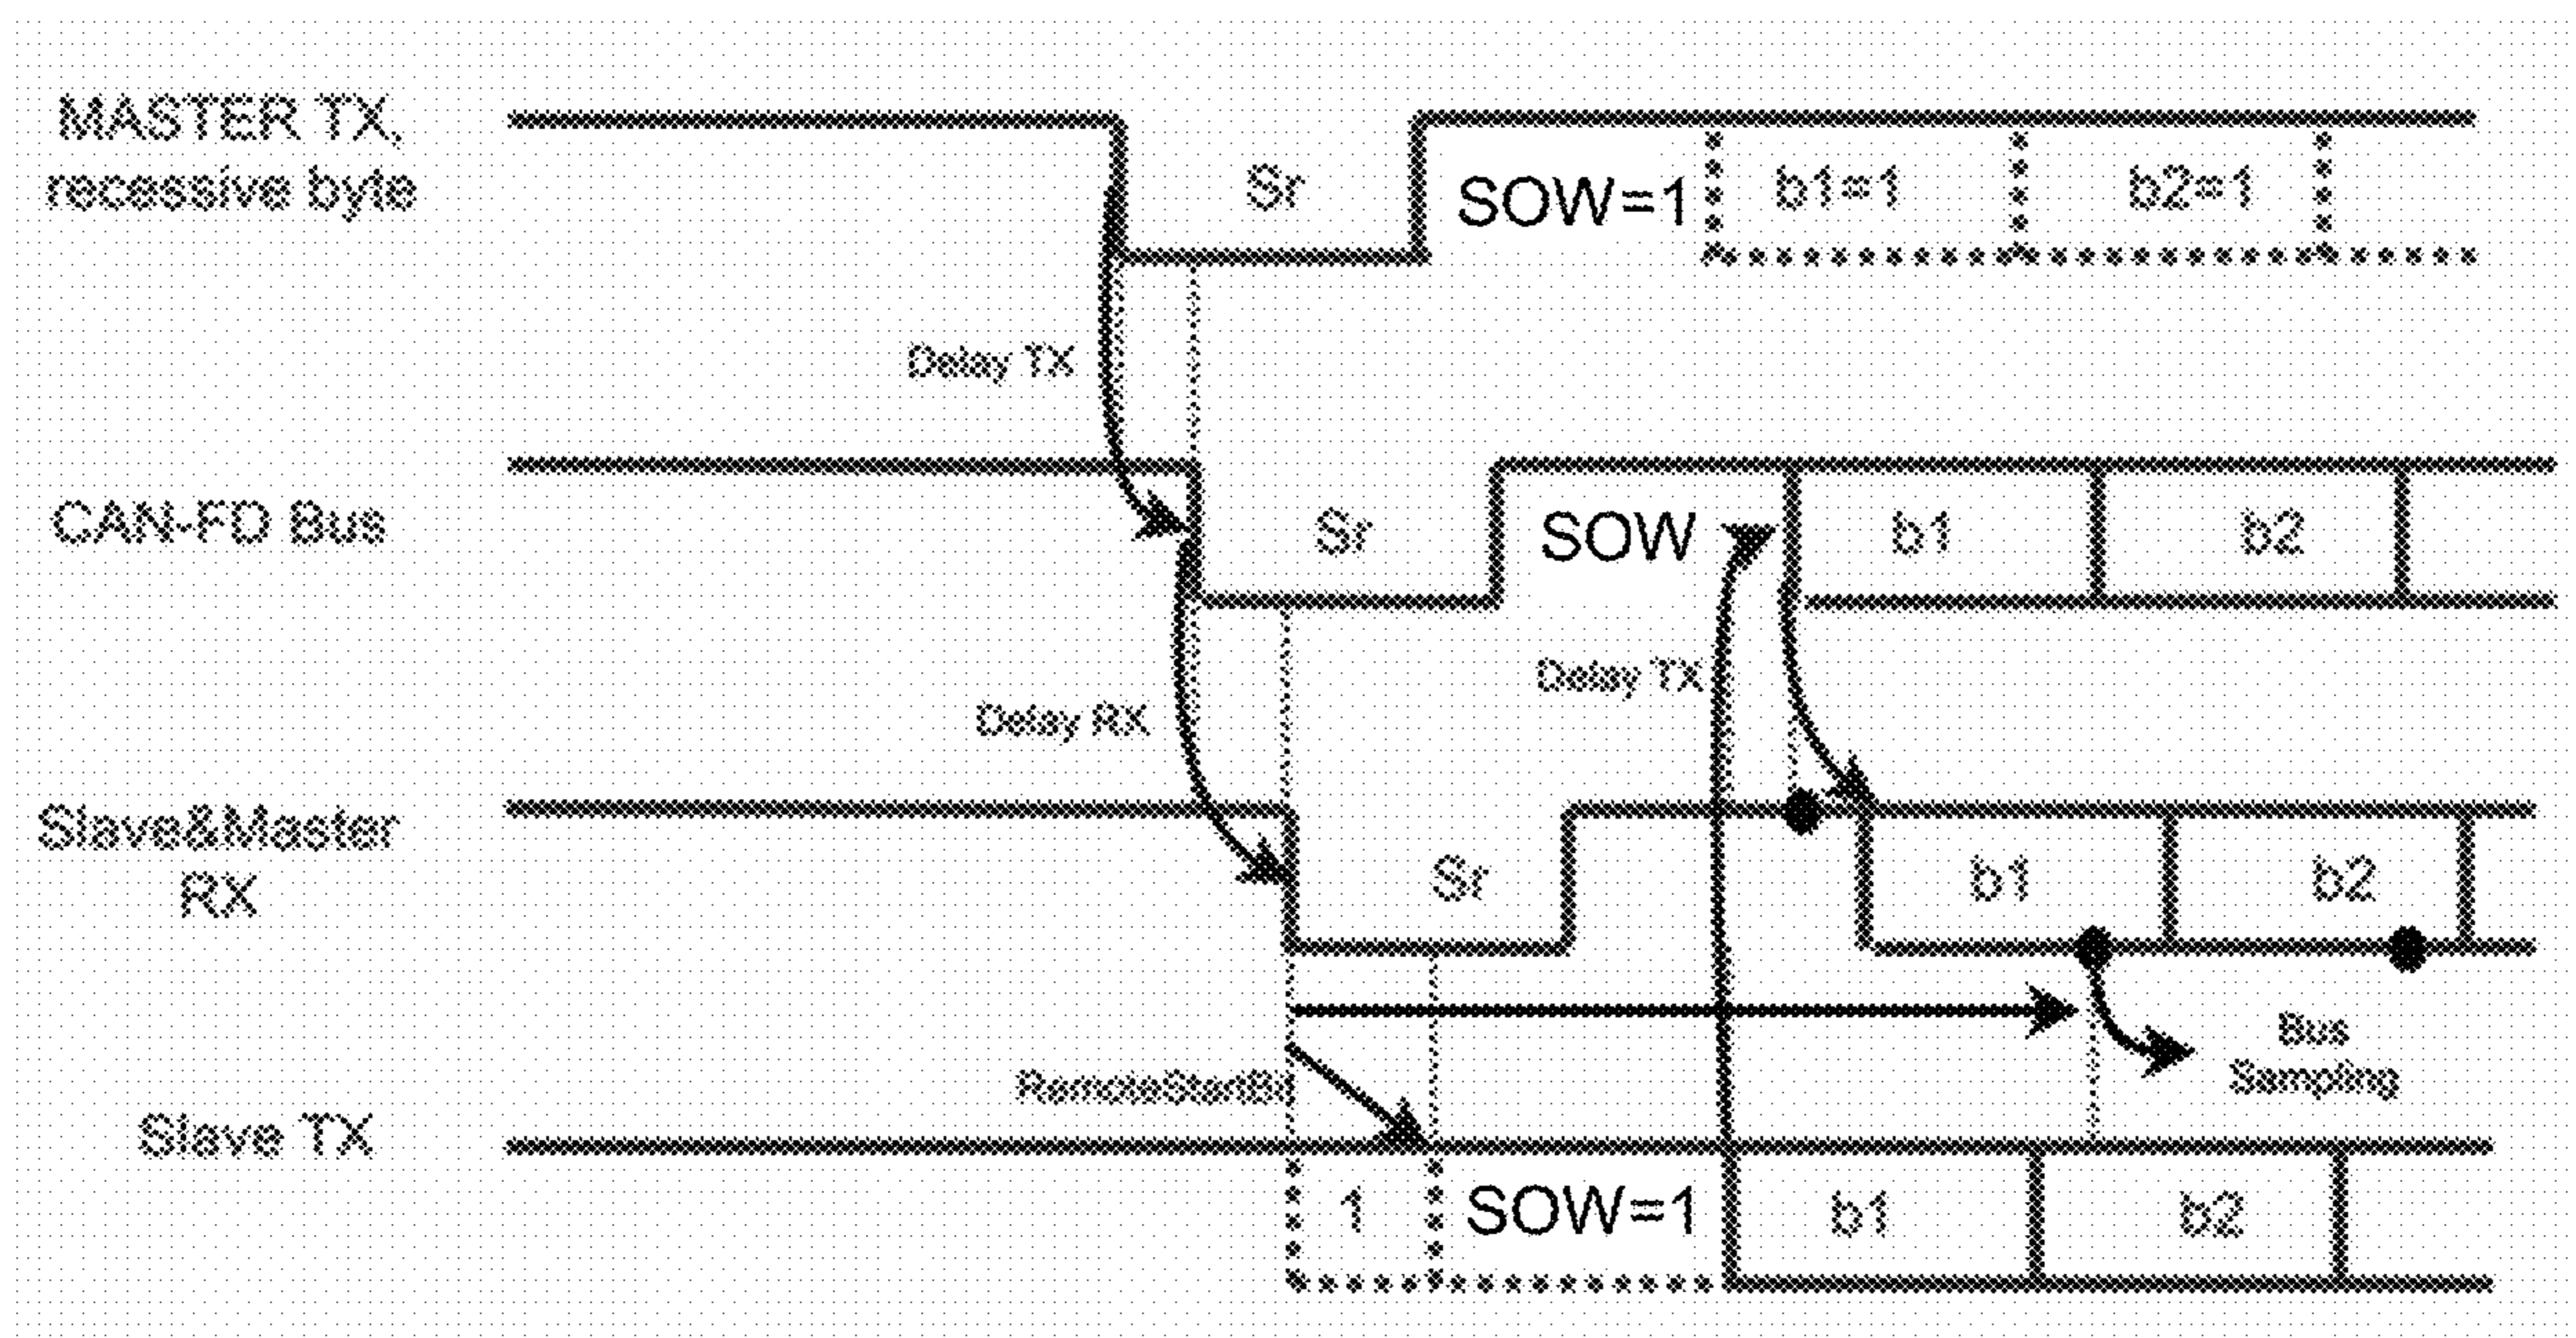 MASTER TX,
recessive byte
Sr
SOW=1
b1=1
b2=1
Delay TX
CAN-FD Bus
Sr
SOW
b1
b2
Delay TX
Delay RX
Slave&Master
RX
Sr
b1
b2
Bus
Sampling
RemoteStartBit
Slave TX
1
SOW=1
b1
b2